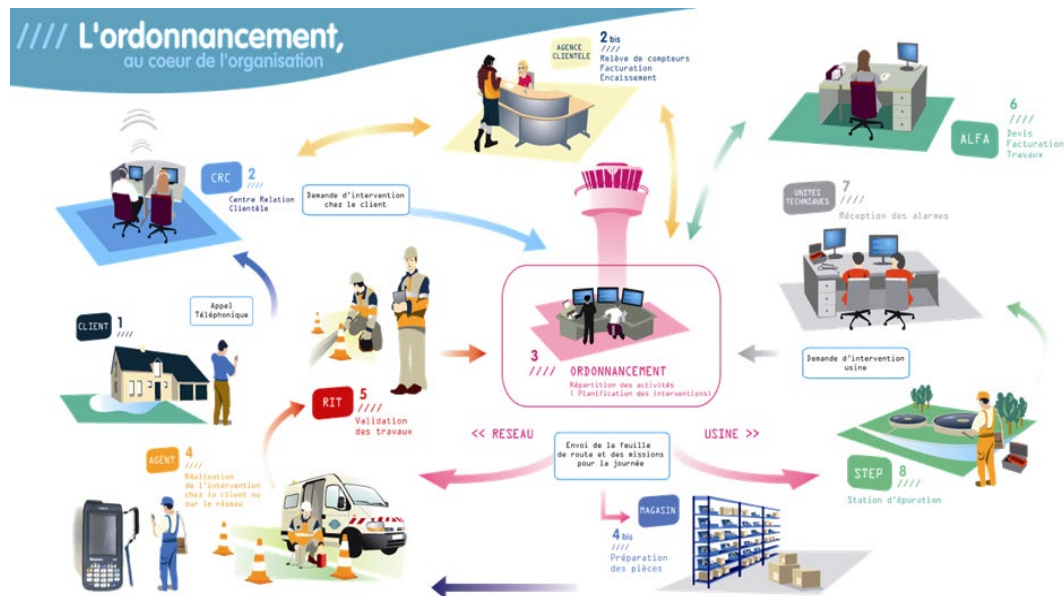 //// L'ordonnancement,
au coeur de l'organisation
AGENCE
CLIENTELE
2 bis
////
Relève de compteurs
Facturation
Encaissement
6
////
ALFA
Devis
Facturation
Travaux
CRC
2
////
Centre Relation
Clientèle
Demande d'intervention
chez le client
UNITES
TECHNIQUES
7
////
Réception des alarmes
Appel
Téléphonique
CLIENT
1
////
3
////
ORDONNANCEMENT
Répartition des activités
( Planification des interventions)
Demande d'intervention
usine
RIT
5
////
Validation
des travaux
<< RESEAU
USINE >>
Envoi de la feuille
de route et des missions
pour la journée
AGENT
4
////
Réalisation
de l'intervention
chez le client ou
sur le réseau
STEP
8
////
Station d'épuration
MAGASIN
4 bis
////
Préparation
des pièces